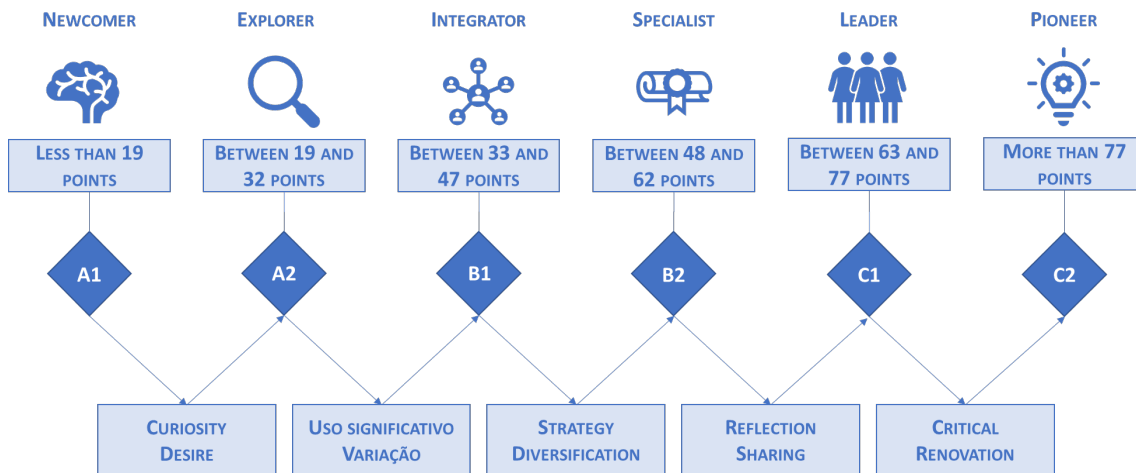 NEWCOMER
EXPLORER
INTEGRATOR
SPECIALIST
LEADER
PIONEER
LESS THAN 19
POINTS
BETWEEN 19 AND
32 POINTS
BETWEEN 33 AND
47 POINTS
BETWEEN 48 AND
62 POINTS
BETWEEN 63 AND
77 POINTS
MORE THAN 77
POINTS
A1
A2
B1
B2
C1
C2
CURIOSITY
DESIRE
USO SIGNIFICATIVO
VARIAÇÃO
STRATEGY
DIVERSIFICATION
REFLECTION
SHARING
CRITICAL
RENOVATION